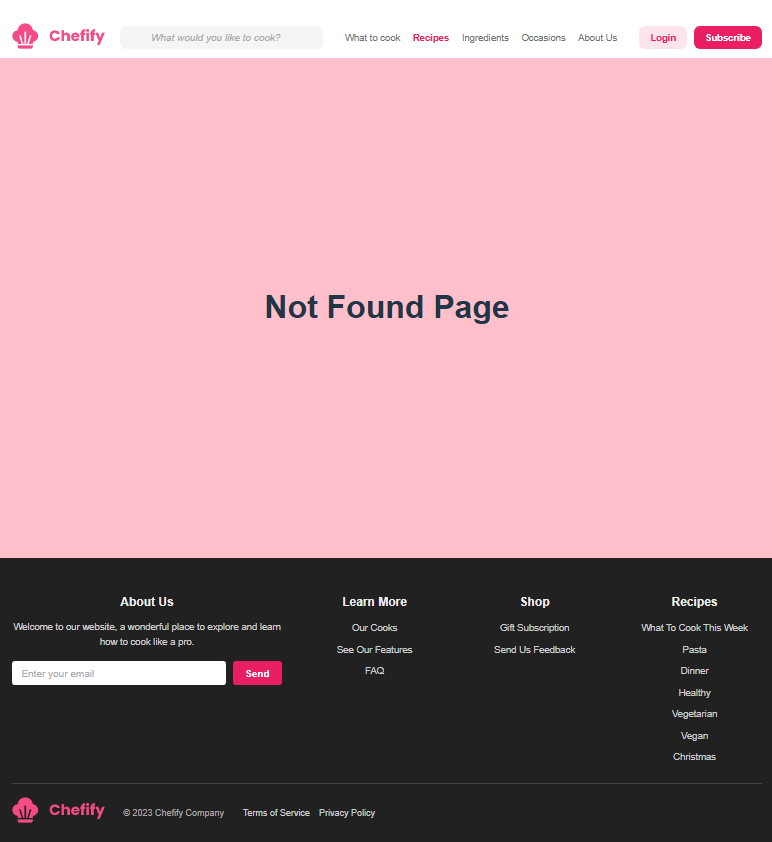 Chefify
What would you like to cook?
What to cook
Recipes
Ingredients
Occasions
About Us
Login
Subscribe
Not Found Page
About Us
Welcome to our website, a wonderful place to explore and learn
how to cook like a pro.
Enter your email
Send
Learn More
Our Cooks
See Our Features
FAQ
Shop
Gift Subscription
Send Us Feedback
Recipes
What To Cook This Week
Pasta
Dinner
Healthy
Vegetarian
Vegan
Christmas
Chefify
© 2023 Chefify Company
Terms of Service
Privacy Policy